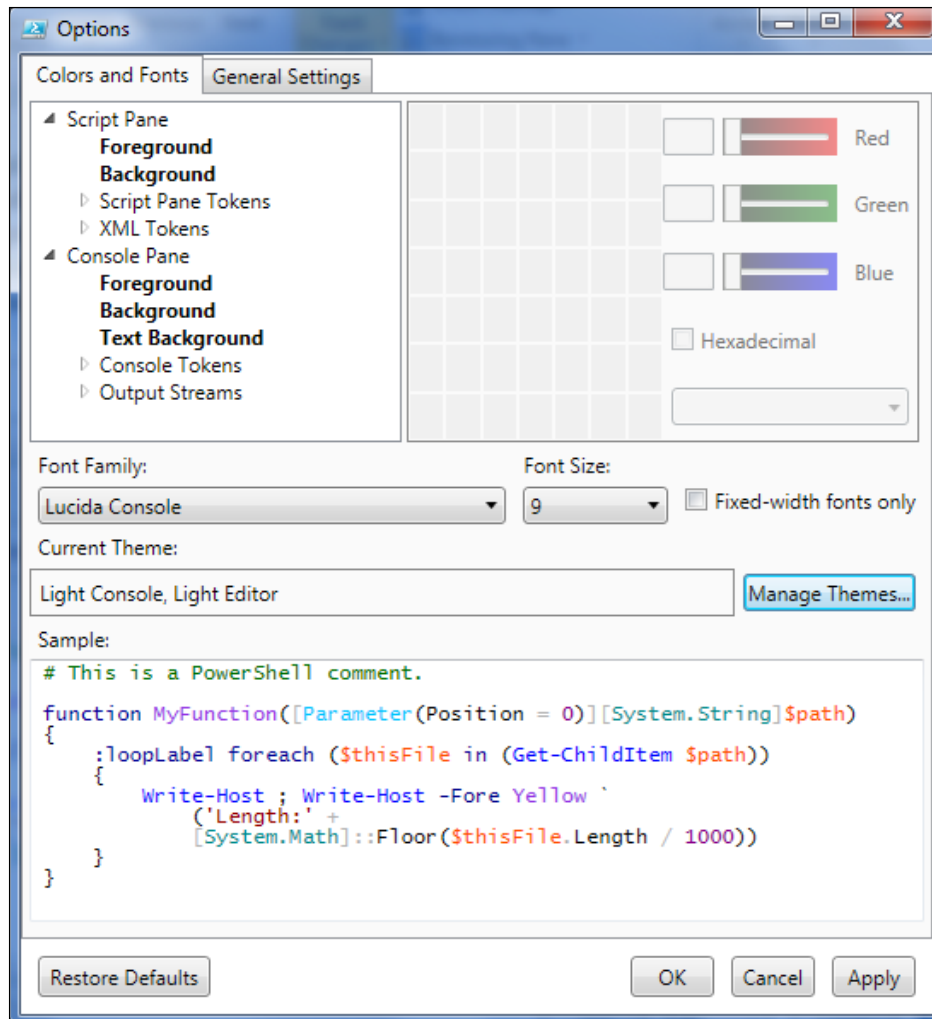 Options
Colors and Fonts
General Settings
Script Pane
Foreground
Background
Script Pane Tokens
XML Tokens
Console Pane
Foreground
Background
Text Background
Console Tokens
Output Streams
Red
Green
Blue
Hexadecimal
Font Family:
Font Size:
Lucida Console
9
Fixed-width fonts only
Current Theme:
Light Console, Light Editor
Manage Themes...
Sample:
# This is a PowerShell comment.
function MyFunction([Parameter(Position = 0)][System.String]$path)
{
    :loopLabel foreach ($thisFile in (Get-ChildItem $path))
    {
        Write-Host ; Write-Host -Fore Yellow `
            ('Length:' +
            [System.Math]::Floor($thisFile.Length / 1000))
    }
}
Restore Defaults
OK
Cancel
Apply